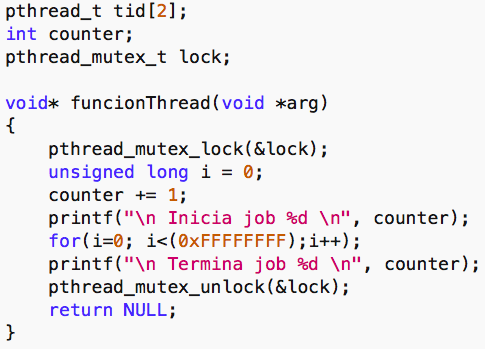 pthread_t tid[2];
int counter;
pthread_mutex_t lock;

void* funcionThread(void *arg)
{
    pthread_mutex_lock(&lock);
    unsigned long i = 0;
    counter += 1;
    printf("\n Inicia job %d \n", counter);
    for(i=0; i<(0xFFFFFFFF);i++);
    printf("\n Termina job %d \n", counter);
    pthread_mutex_unlock(&lock);
    return NULL;
}